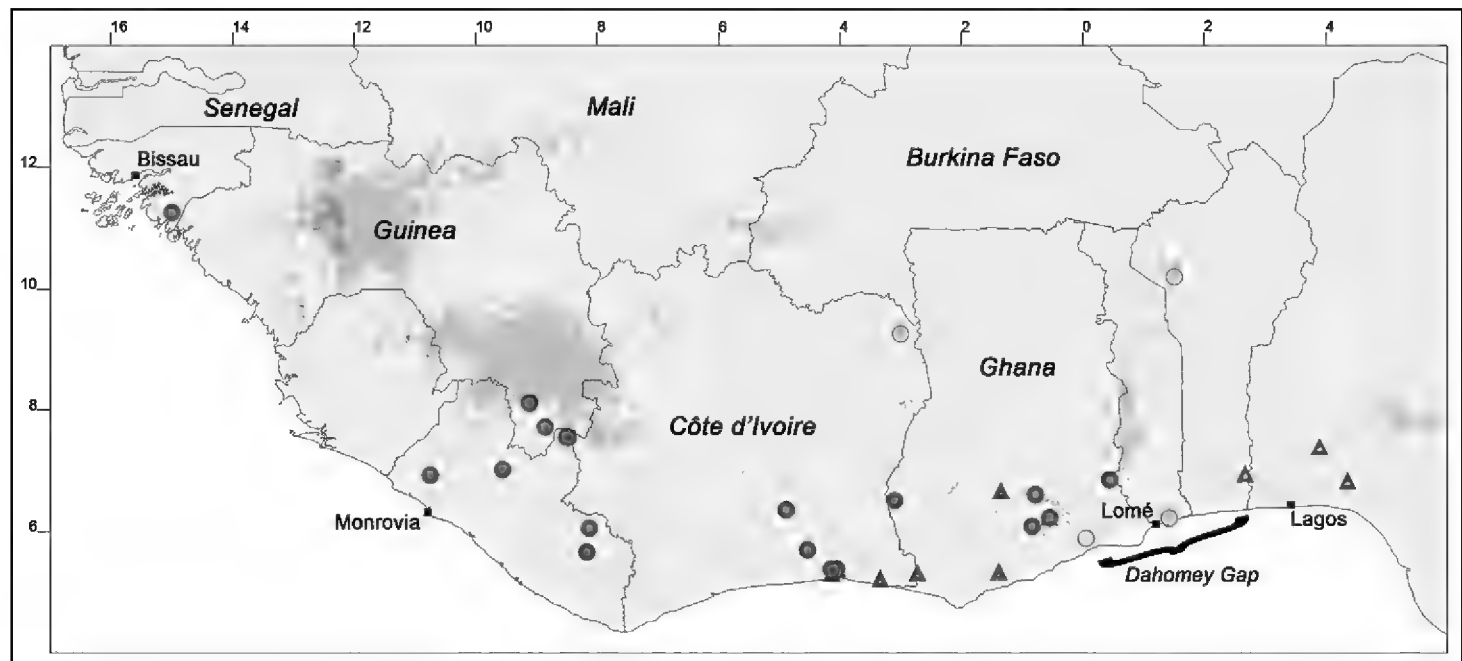 16 14 12 10 8 6 4 2 0 2 4
Senegal
Mali
Bissau
12
Burkina Faso
Guinea
10
Ghana
8
Côte d'Ivoire
Lomé
Monrovia
6
Lagos
Dahomey Gap